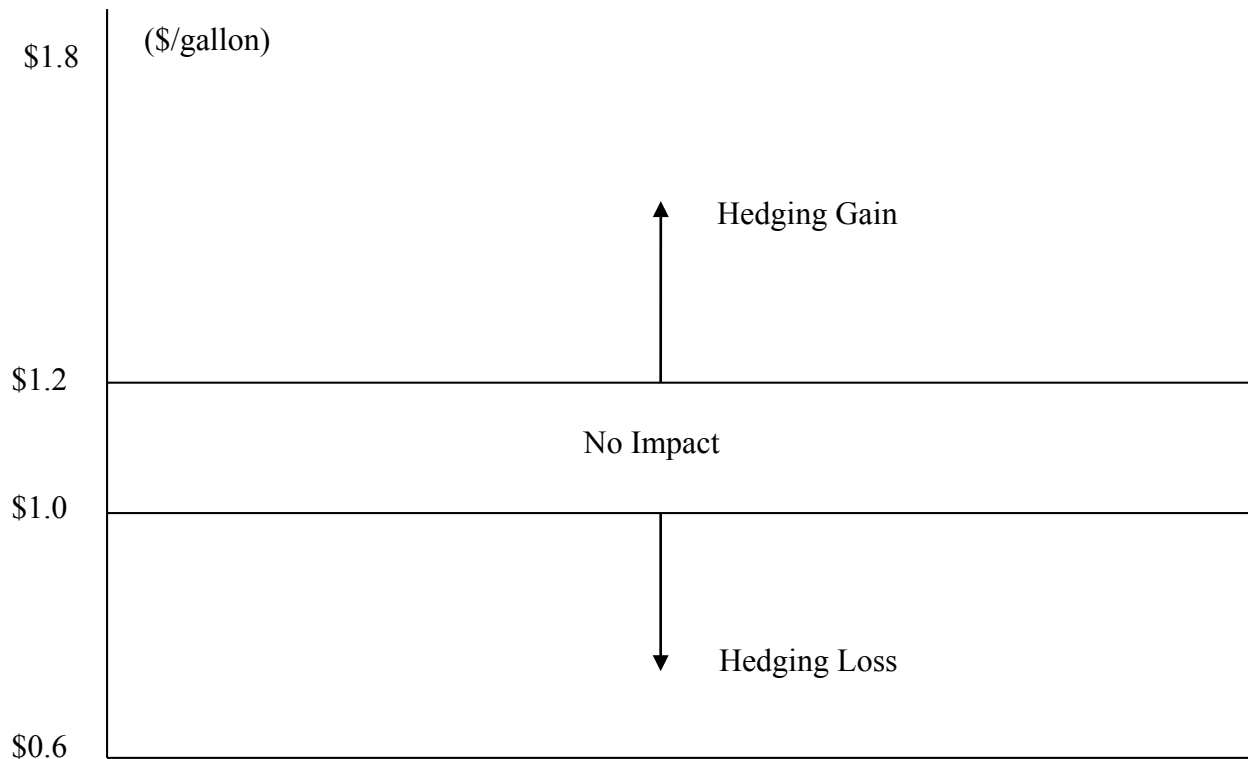 ($/gallon)
$1.8
Hedging Gain
$1.2
No Impact
$1.0
Hedging Loss
$0.6